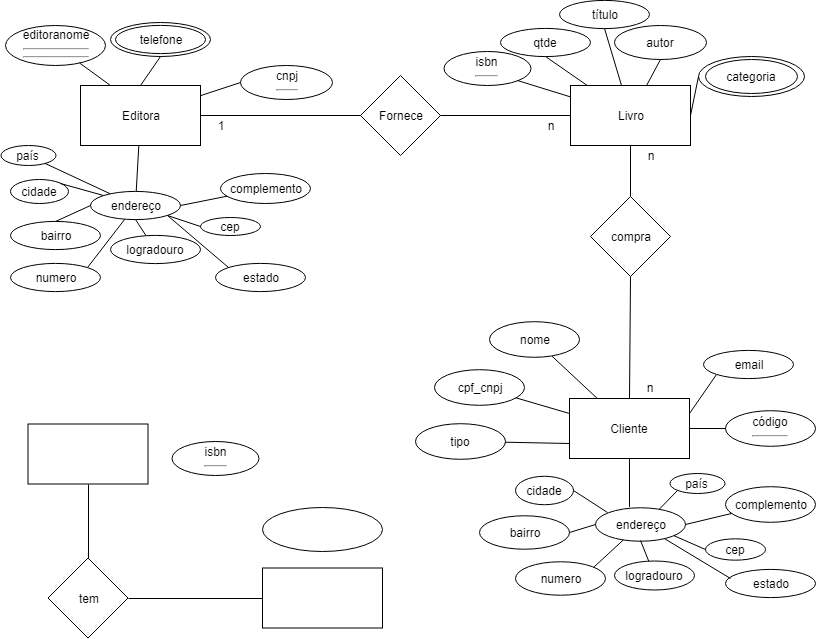 título
editoranome
telefone
qtde
autor
isbn
cnpj
categoria
Editora
Fornece
Livro
1
n
n
país
cidade
endereço
complemento
bairro
cep
logradouro
numero
estado
compra
nome
email
cpf_cnpj
n
código
Cliente
tipo
isbn
país
cidade
complemento
endereço
bairro
cep
numero
logradouro
estado
tem